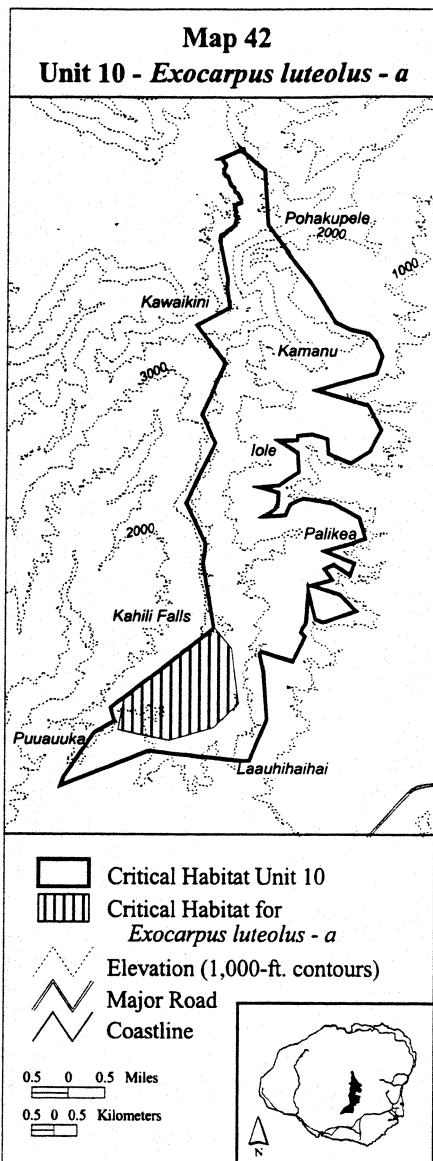 Map 42
Unit 10 - Exocarpus luteolus - a
Pohakupele
2000
1000
Kawaikini
Kamanu
3000
Iole
2000
Palikea
Kahili Falls
Puuauuka
Laauhihaihai
Critical Habitat Unit 10
Critical Habitat for
Exocarpus luteolus - a
Elevation (1,000-ft. contours)
Major Road
Coastline
0.5 0 0.5 Miles
0.5 0 0.5 Kilometers
N